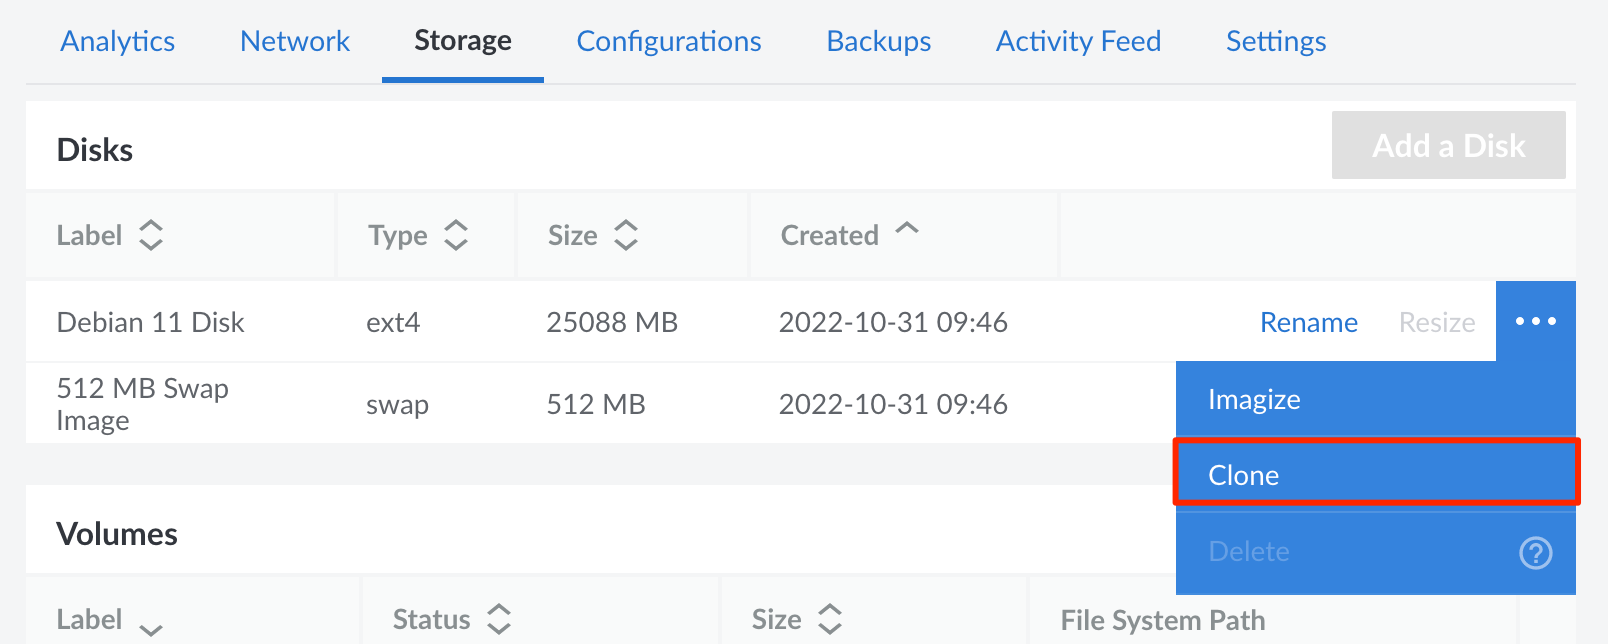 Analytics Network Storage Configurations Backups Activity Feed Settings
Disks Add a Disk
Label Type Size Created
Debian 11 Disk ext4 25088 MB 2022-10-31 09:46 Rename Resize
512 MB Swap
Image swap 512 MB 2022-10-31 09:46
Imagize
Clone
Delete ?
Volumes
Label Status Size File System Path